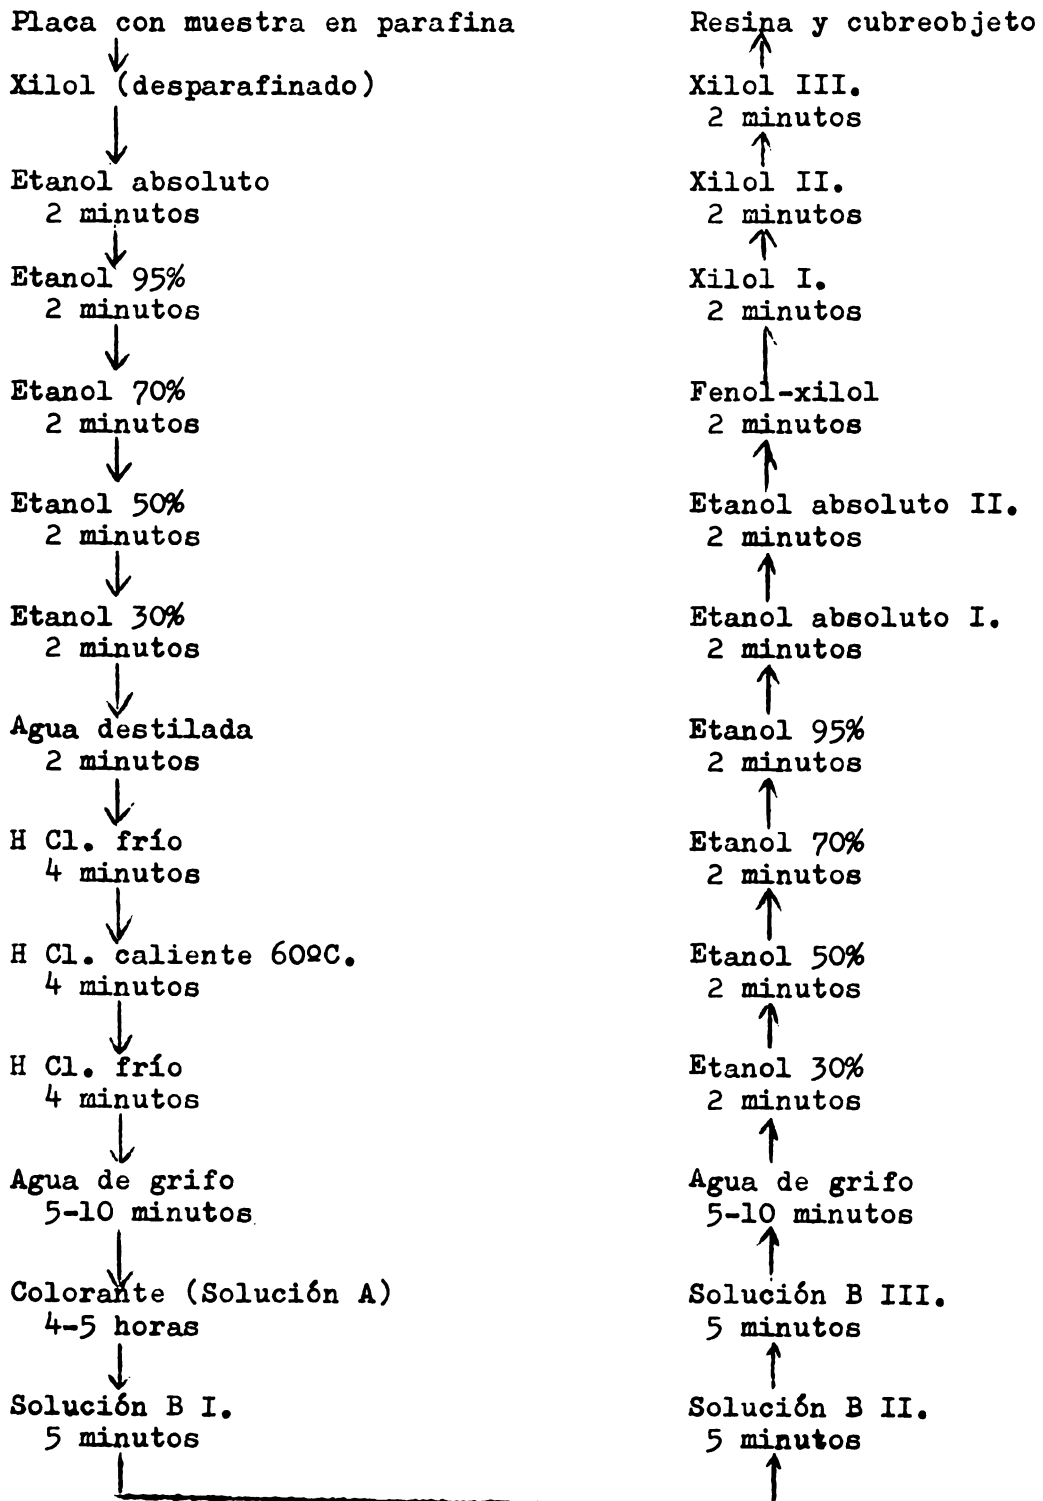 Placa con muestra en parafina
Xilol (desparafinado)
Etanol absoluto
2 minutos
Etanol 95%
2 minutos
Etanol 70%
2 minutos
Etanol 50%
2 minutos
Etanol 30%
2 minutos
Agua destilada
2 minutos
H Cl. frío
4 minutos
H Cl. caliente 60ºC.
4 minutos
H Cl. frío
4 minutos
Agua de grifo
5-10 minutos
Colorante (Solución A)
4-5 horas
Solución B I.
5 minutos
Resina y cubreobjeto
Xilol III.
2 minutos
Xilol II.
2 minutos
Xilol I.
2 minutos
Fenol-xilol
2 minutos
Etanol absoluto II.
2 minutos
Etanol absoluto I.
2 minutos
Etanol 95%
2 minutos
Etanol 70%
2 minutos
Etanol 50%
2 minutos
Etanol 30%
2 minutos
Agua de grifo
5-10 minutos
Solución B III.
5 minutos
Solución B II.
5 minutos